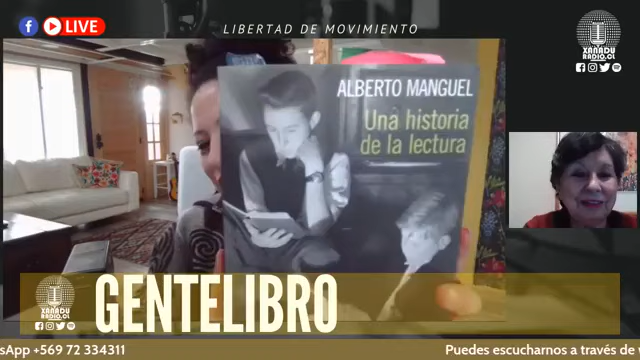 LIVE
LIBERTAD DE MOVIMIENTO
XANADU
RADIO.CL
ALBERTO MANGUEL
Una historia
de la lectura
XANADU
RADIO.CL
GENTELIBRO
sApp +569 72 334311
Puedes escucharnos a través de